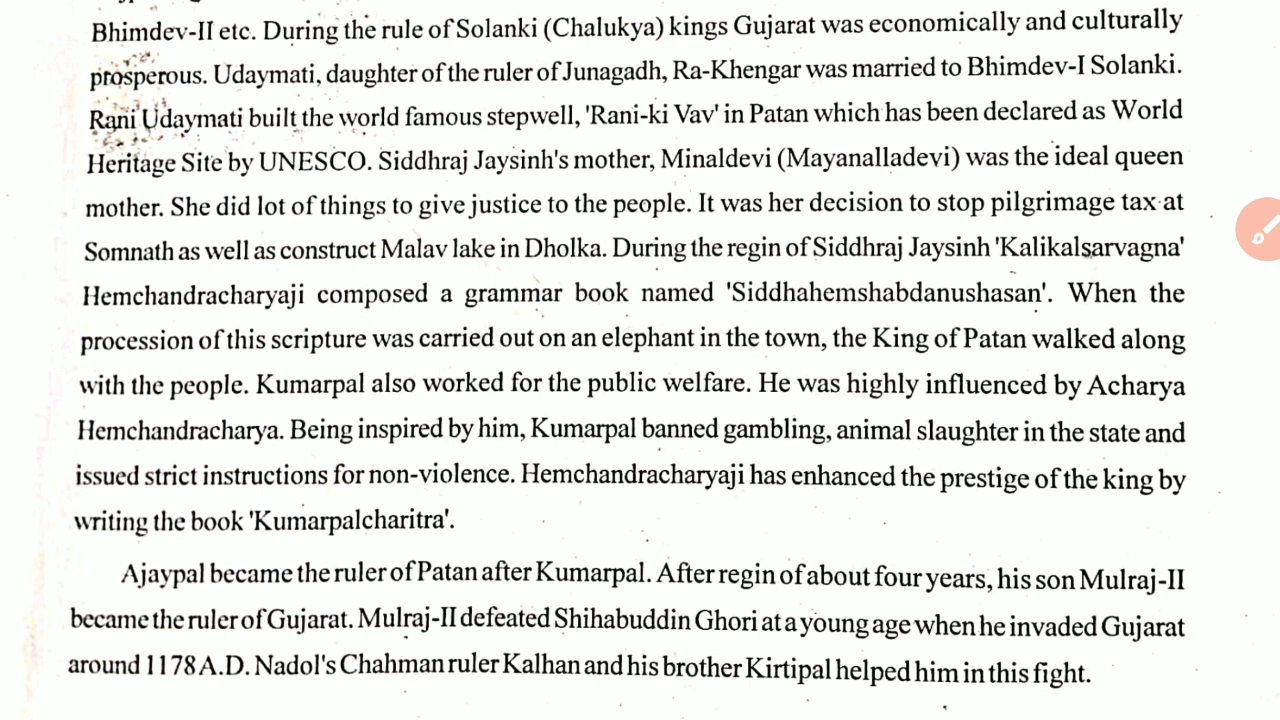 Bhimdev-II etc. During the rule of Solanki (Chalukya) kings Gujarat was economically and culturally
prosperous. Udaymati, daughter of the ruler of Junagadh, Ra-Khengar was married to Bhimdev-I Solanki.
Rani Udaymati built the world famous stepwell, 'Rani-ki Vav' in Patan which has been declared as World
Heritage Site by UNESCO. Siddhraj Jaysinh's mother, Minaldevi (Mayanalladevi) was the ideal queen
mother. She did lot of things to give justice to the people. It was her decision to stop pilgrimage tax at
Somnath as well as construct Malav lake in Dholka. During the regin of Siddhraj Jaysinh 'Kalikalsarvagna'
Hemchandracharyaji composed a grammar book named 'Siddhahemshabdanushasan'. When the
procession of this scripture was carried out on an elephant in the town, the King of Patan walked along
with the people. Kumarpal also worked for the public welfare. He was highly influenced by Acharya
Hemchandracharya. Being inspired by him, Kumarpal banned gambling, animal slaughter in the state and
issued strict instructions for non-violence. Hemchandracharyaji has enhanced the prestige of the king by
writing the book 'Kumarpalcharitra'.
Ajaypal became the ruler of Patan after Kumarpal. After regin of about four years, his son Mulraj-II
became the ruler of Gujarat. Mulraj-II defeated Shihabuddin Ghori at a young age when he invaded Gujarat
around 1178 A.D. Nadol's Chahman ruler Kalhan and his brother Kirtipal helped him in this fight.